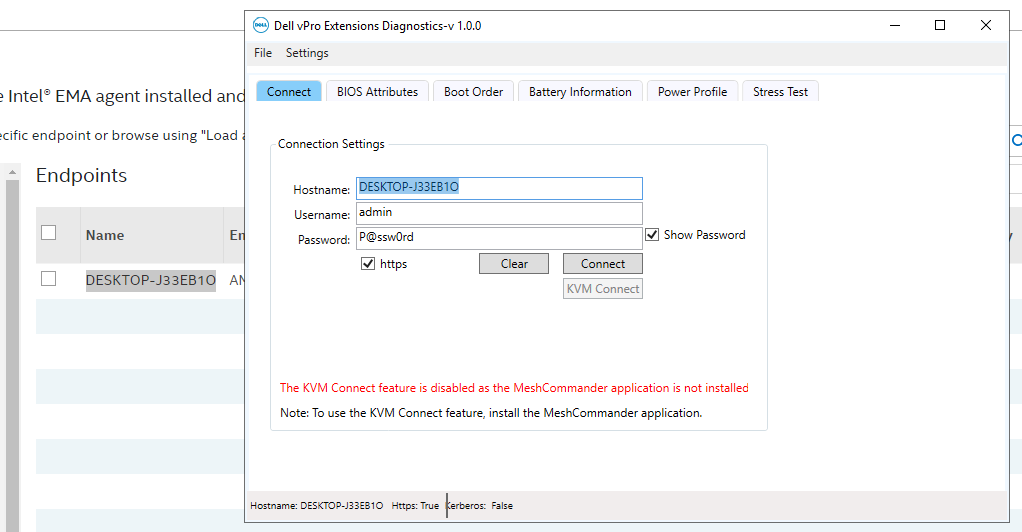 DELL Dell vPro Extensions Diagnostics-v 1.0.0
File Settings
e Intel® EMA agent installed and
Connect BIOS Attributes Boot Order Battery Information Power Profile Stress Test
ecific endpoint or browse using "Load a
Connection Settings
Endpoints
Hostname: DESKTOP-J33EB1O
Username: admin
Name En
Password: P@ssw0rd Show Password
https Clear Connect
DESKTOP-J33EB1O AN
KVM Connect
The KVM Connect feature is disabled as the MeshCommander application is not installed
Note: To use the KVM Connect feature, install the MeshCommander application.
Hostname: DESKTOP-J33EB1O Https: True Kerberos: False